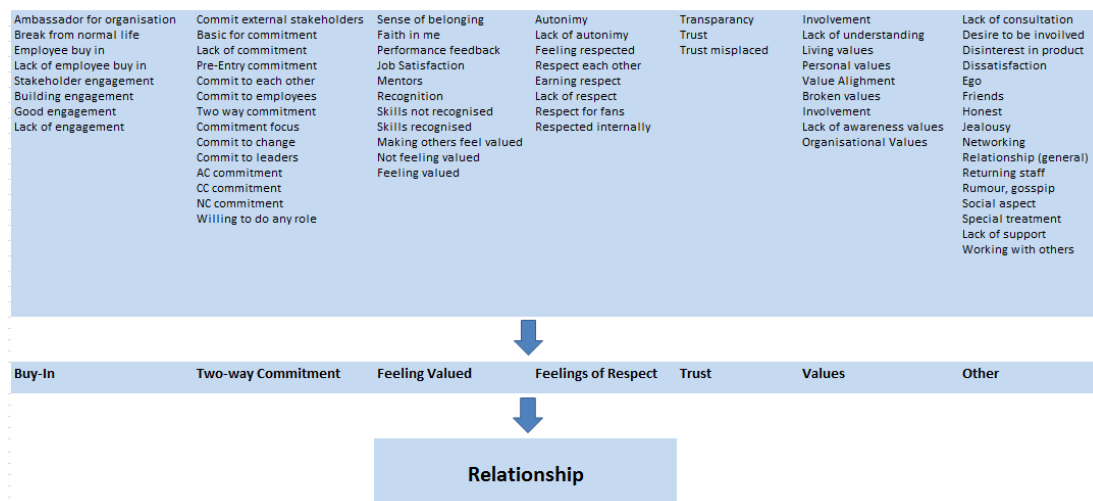 Ambassador for organisation
Break from normal life
Employee buy in
Lack of employee buy in
Stakeholder engagement
Building engagement
Good engagement
Lack of engagement
Commit external stakeholders
Basic for commitment
Lack of commitment
Pre-Entry commitment
Commit to each other
Commit to employees
Two way commitment
Commitment focus
Commit to change
Commit to leaders
AC commitment
CC commitment
NC commitment
Willing to do any role
Sense of belonging
Faith in me
Performance feedback
Job Satisfaction
Mentors
Recognition
Skills not recognised
Skills recognised
Making others feel valued
Not feeling valued
Feeling valued
Autonimy
Lack of autonimy
Feeling respected
Respect each other
Earning respect
Lack of respect
Respect for fans
Respected internally
Transparancy
Trust
Trust misplaced
Involvement
Lack of understanding
Living values
Personal values
Value Alighment
Broken values
Involvement
Lack of awareness values
Organisational Values
Lack of consultation
Desire to be invoilved
Disinterest in product
Dissatisfaction
Ego
Friends
Honest
Jealousy
Networking
Relationship (general)
Returning staff
Rumour, gosspip
Social aspect
Special treatment
Lack of support
Working with others
Buy-In
Two-way Commitment
Feeling Valued
Feelings of Respect
Trust
Values
Other
Relationship